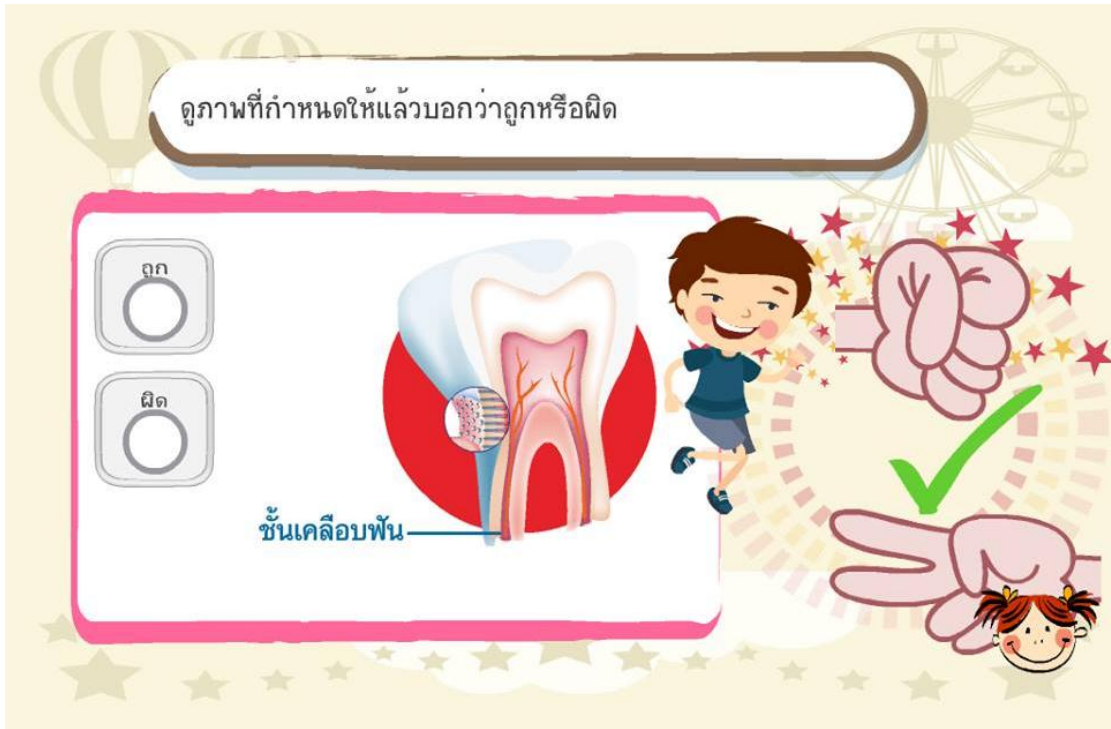 ดูภาพที่กำหนดให้แล้วบอกว่าถูกหรือผิด
ถูก
ผิด
ชั้นเคลือบฟัน